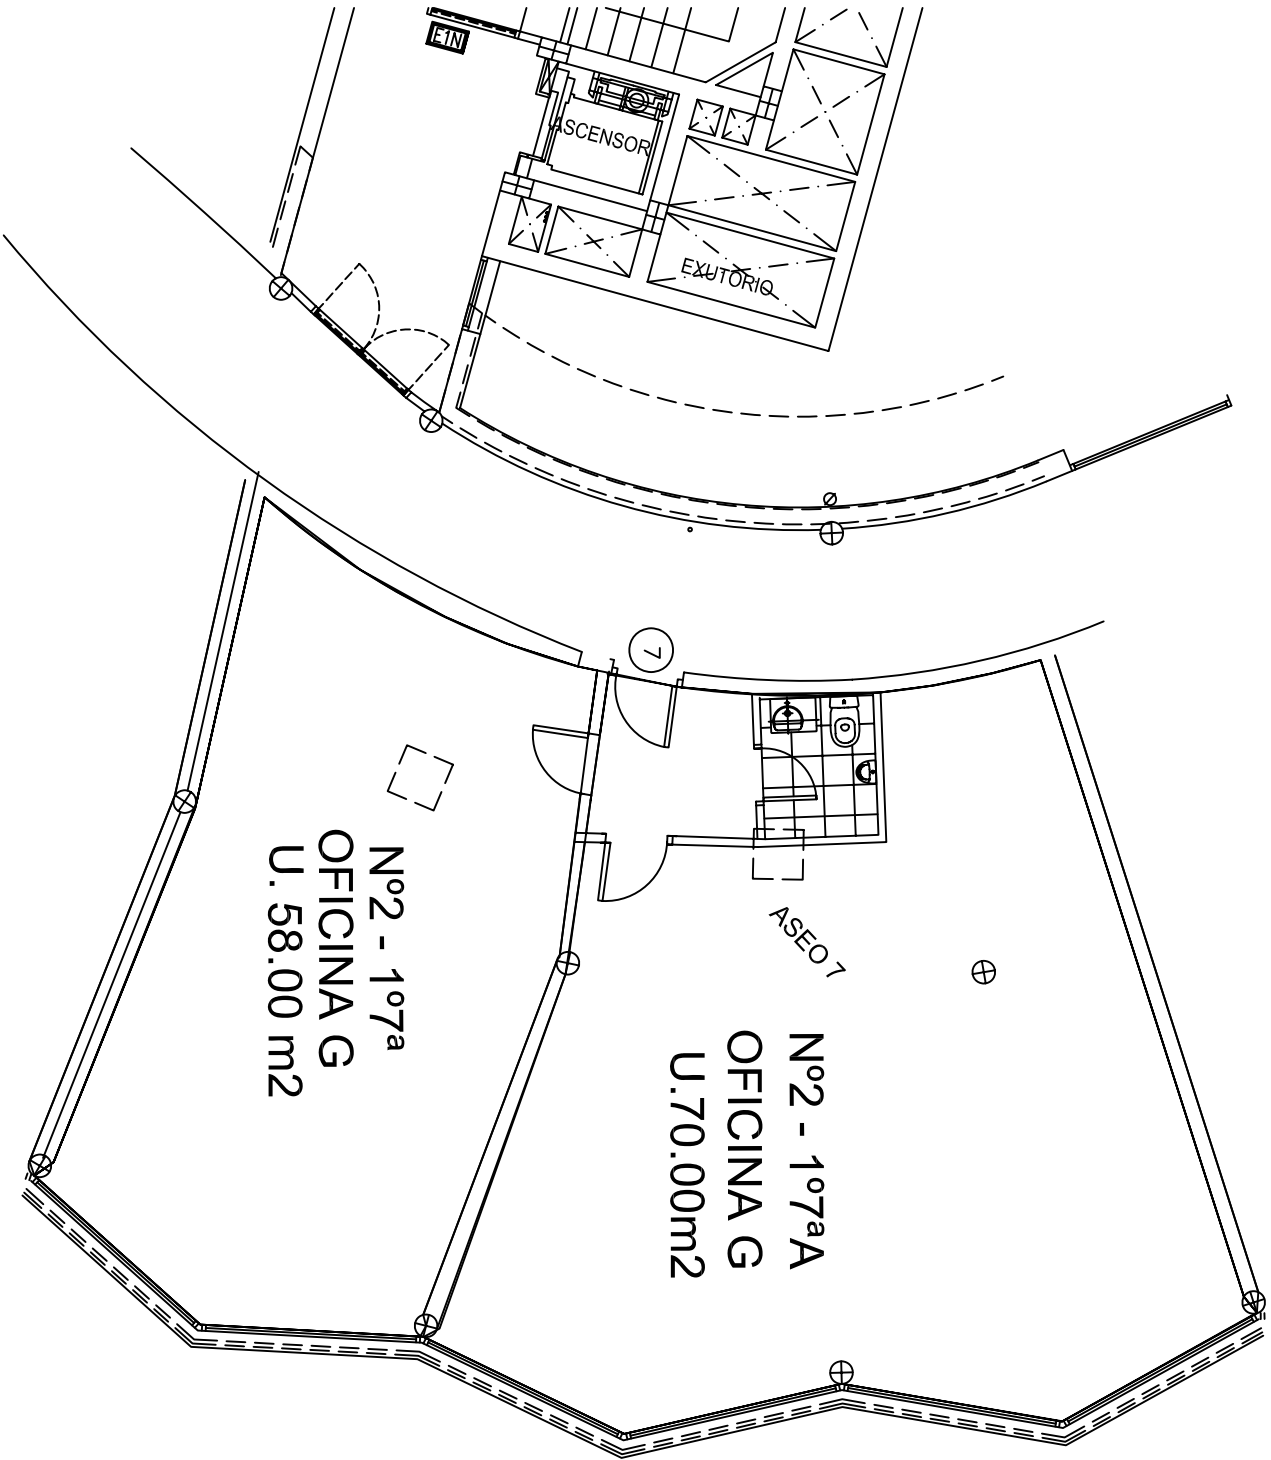 E1N
ASCENSOR
EXUTORIO
7
Nº2 - 1º7ª
OFICINA G
U. 58.00 m2
ASEO 7
Nº2 - 1º7ªA
OFICINA G
U.70.00m2